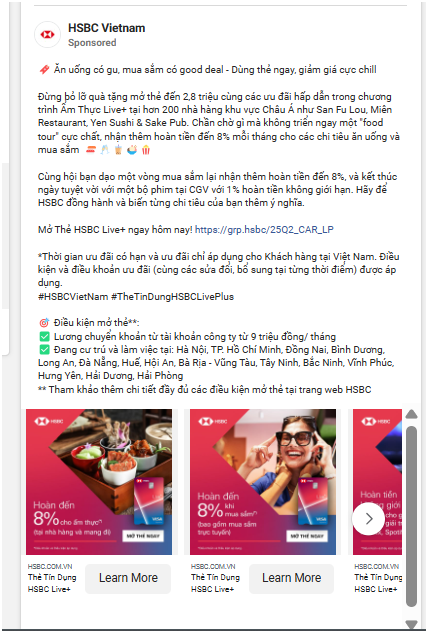 HSBC Vietnam
Sponsored
Ăn uống có gu, mua sắm có good deal - Dùng thẻ ngay, giảm giá cực chill
Đừng bỏ lỡ quà tặng mở thẻ đến 2,8 triệu cùng các ưu đãi hấp dẫn trong chương
trình Ẩm Thực Live+ tại hơn 200 nhà hàng khu vực Châu Á như San Fu Lou, Miên
Restaurant, Yen Sushi & Sake Pub. Chần chờ gì mà không triển ngay một "food
tour" cực chất, nhận thêm hoàn tiền đến 8% mỗi tháng cho các chi tiêu ăn uống và
mua sắm
Cùng hội bạn dạo một vòng mua sắm lại nhận thêm hoàn tiền đến 8%, và kết thúc
ngày tuyệt vời với một bộ phim tại CGV với 1% hoàn tiền không giới hạn. Hãy để
HSBC đồng hành và biến từng chi tiêu của bạn thêm ý nghĩa.
Mở Thẻ HSBC Live+ ngay hôm nay! https://grp.hsbc/25Q2_CAR_LP
*Thời gian ưu đãi có hạn và ưu đãi chỉ áp dụng cho Khách hàng tại Việt Nam. Điều
kiện và điều khoản ưu đãi (cùng các sửa đổi, bổ sung tại từng thời điểm) được áp
dụng.
#HSBCVietNam #TheTinDungHSBCLivePlus
Điều kiện mở thẻ**:
Lương chuyển khoản từ tài khoản công ty từ 9 triệu đồng/ tháng
Đang cư trú và làm việc tại: Hà Nội, TP. Hồ Chí Minh, Đồng Nai, Bình Dương,
Long An, Đà Nẵng, Huế, Hội An, Bà Rịa - Vũng Tàu, Tây Ninh, Bắc Ninh, Vĩnh Phúc,
Hưng Yên, Hải Dương, Hải Phòng
** Tham khảo thêm chi tiết đầy đủ các điều kiện mở thẻ tại trang web HSBC
HSBC
Hoàn đến
8% cho ẩm thực(*)
(tại nhà hàng và mang đi)
VISA
MỞ THẺ NGAY
HSBC.COM.VN
Thẻ Tín Dụng
HSBC Live+
Learn More
HSBC
Hoàn đến
8% khi
mua sắm(*)
(bao gồm mua sắm
trực tuyến)
VISA
MỞ THẺ NGAY
HSBC.COM.VN
Thẻ Tín Dụng
HSBC Live+
Learn More
Hoàn tiền
HSBC.COM.VN
Thẻ Tín Dụng
HSBC Live+